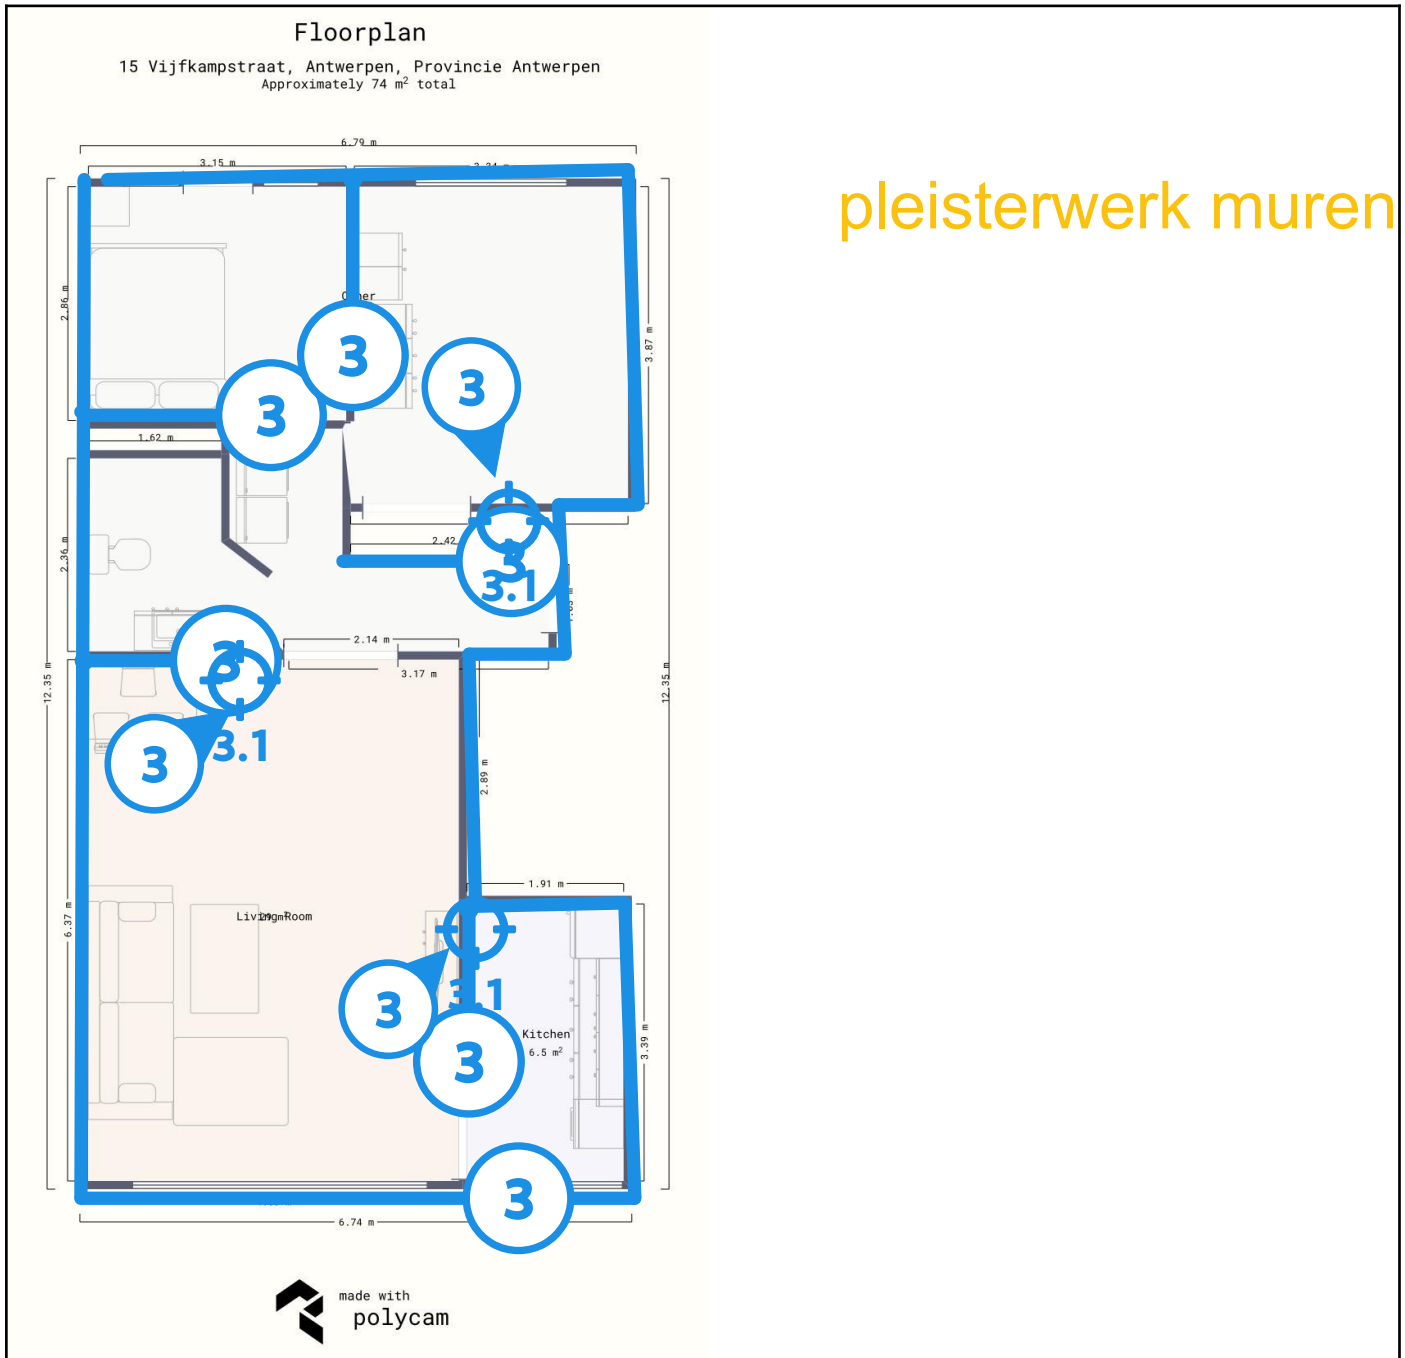 Floorplan
15 Vijfkampstraat, Antwerpen, Provincie Antwerpen
Approximately 74 m² total
6.79 m
3.15 m
pleisterwerk muren
2.86 m
3.87 m
3
3
3
1.62 m
2.36 m
2.42
3
3.1
3
2.14 m
3.17 m
12.35 m
12.35 m
3
3.1
2.89 m
1.91 m
6.37 m
Living Room
3
3.1
3
Kitchen
6.5 m²
3.39 m
3
6.74 m
made with
polycam